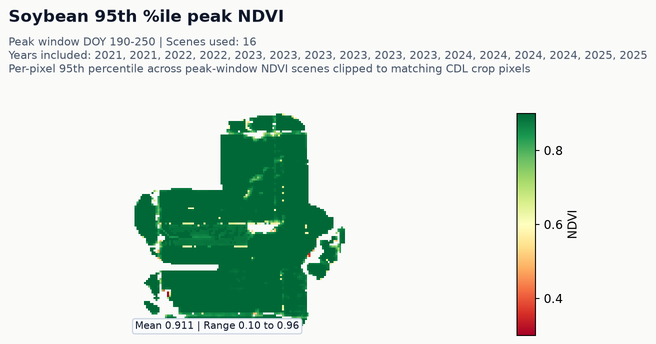 Soybean 95th %ile peak NDVI
Peak window DOY 190-250 | Scenes used: 16
Years included: 2021, 2021, 2022, 2022, 2023, 2023, 2023, 2023, 2023, 2023, 2024, 2024, 2024, 2024, 2025, 2025
Per-pixel 95th percentile across peak-window NDVI scenes clipped to matching CDL crop pixels
0.8
0.6
0.4
NDVI
Mean 0.911 | Range 0.10 to 0.96